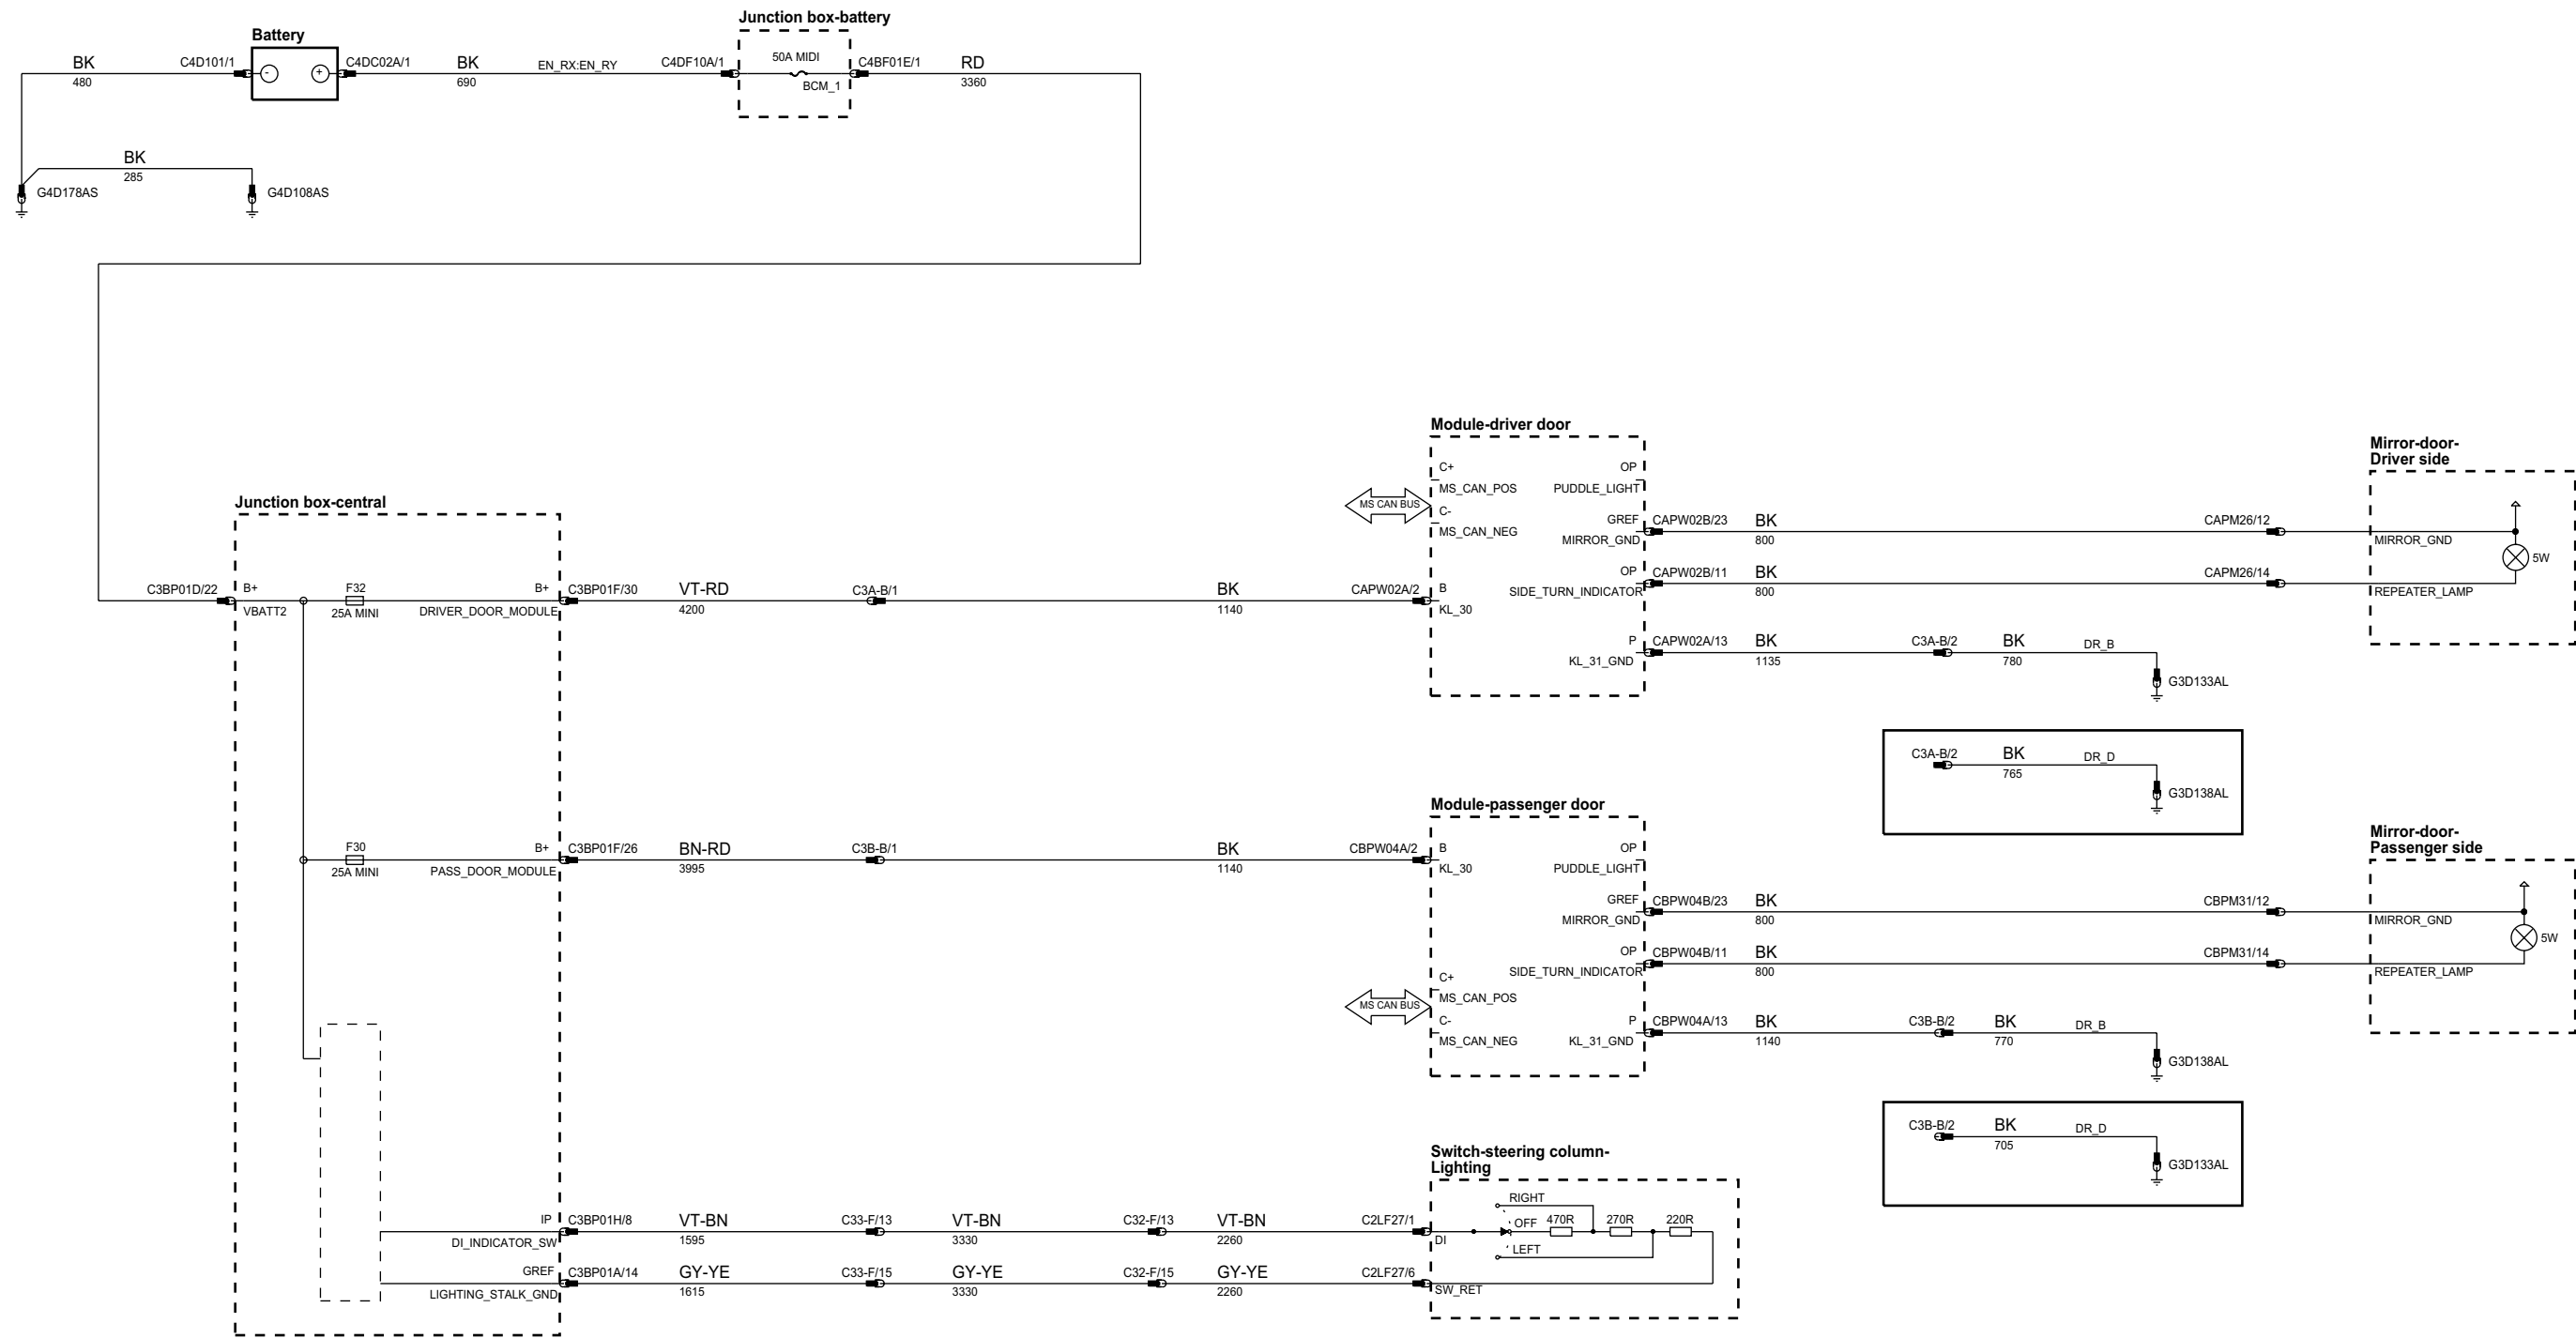 Junction box-battery
Battery
BK
480
C4D101/1
-
+
C4DC02A/1
BK
690
EN_RX:EN_RY
C4DF10A/1
50A MIDI
BCM_1
C4BF01E/1
RD
3360
BK
285
G4D178AS
G4D108AS
Junction box-central
C3BP01D/22
B+
VBATT2
F32
25A MINI
B+
DRIVER_DOOR_MODULE
C3BP01F/30
VT-RD
4200
C3A-B/1
BK
1140
CAPW02A/2
Module-driver door
C+
MS_CAN_POS
MS CAN BUS
C-
MS_CAN_NEG
B
KL_30
OP
PUDDLE_LIGHT
GREF
MIRROR_GND
CAPW02B/23
BK
800
CAPM26/12
OP
SIDE_TURN_INDICATOR
CAPW02B/11
BK
800
CAPM26/14
P
KL_31_GND
CAPW02A/13
BK
1135
C3A-B/2
BK
780
DR_B
G3D133AL
Mirror-door-
Driver side
MIRROR_GND
5W
REPEATER_LAMP
C3A-B/2
BK
765
DR_D
G3D138AL
F30
25A MINI
B+
PASS_DOOR_MODULE
C3BP01F/26
BN-RD
3995
C3B-B/1
BK
1140
CBPW04A/2
Module-passenger door
B
KL_30
OP
PUDDLE_LIGHT
GREF
MIRROR_GND
CBPW04B/23
BK
800
CBPM31/12
OP
SIDE_TURN_INDICATOR
CBPW04B/11
BK
800
CBPM31/14
C+
MS_CAN_POS
MS CAN BUS
C-
MS_CAN_NEG
P
KL_31_GND
CBPW04A/13
BK
1140
C3B-B/2
BK
770
DR_B
G3D138AL
Mirror-door-
Passenger side
MIRROR_GND
5W
REPEATER_LAMP
C3B-B/2
BK
705
DR_D
G3D133AL
Switch-steering column-
Lighting
RIGHT
OFF
LEFT
470R
270R
220R
IP
DI_INDICATOR_SW
C3BP01H/8
VT-BN
1595
C33-F/13
VT-BN
3330
C32-F/13
VT-BN
2260
C2LF27/1
DI
GREF
LIGHTING_STALK_GND
C3BP01A/14
GY-YE
1615
C33-F/15
GY-YE
3330
C32-F/15
GY-YE
2260
C2LF27/6
SW_RET